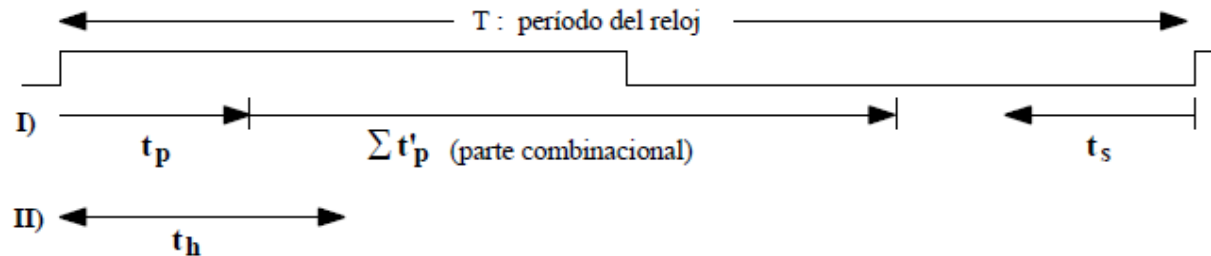 T : período del reloj
I)
t_p
∑ t'_p (parte combinacional)
t_s
II)
t_h